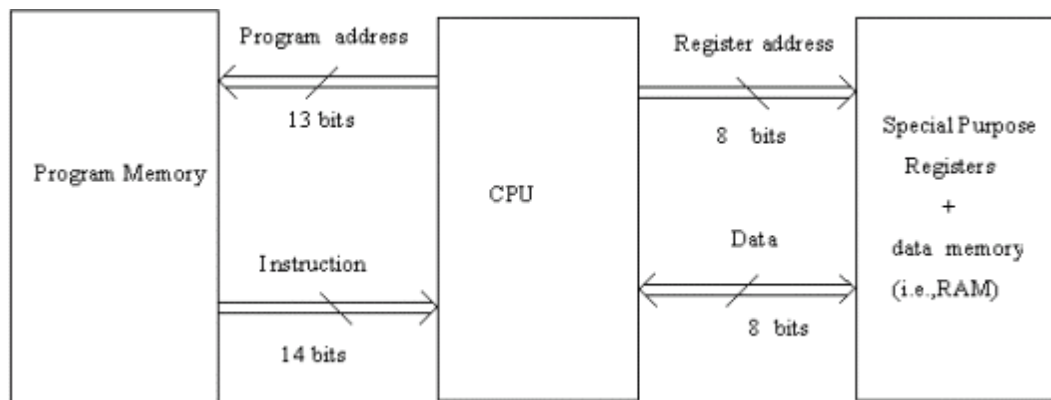 Program address
13 bits
Program Memory
Instruction
14 bits
CPU
Register address
8 bits
Data
8 bits
Special Purpose
Registers
+
data memory
(i.e.,RAM)